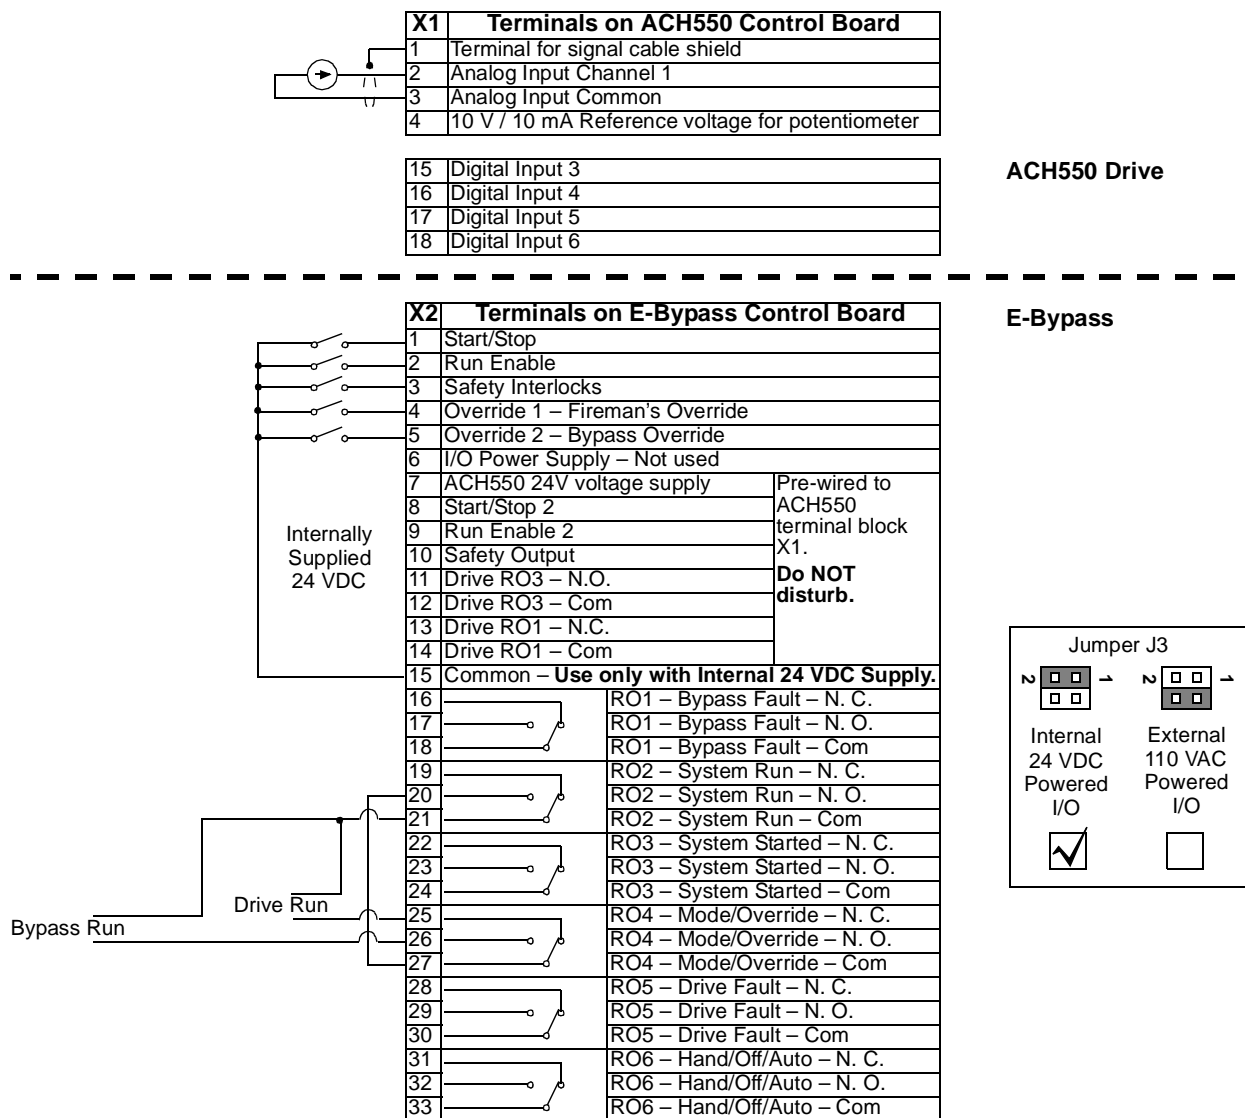 X1 Terminals on ACH550 Control Board
1 Terminal for signal cable shield
2 Analog Input Channel 1
3 Analog Input Common
4 10 V / 10 mA Reference voltage for potentiometer
15 Digital Input 3
16 Digital Input 4
17 Digital Input 5
18 Digital Input 6
ACH550 Drive
X2 Terminals on E-Bypass Control Board
E-Bypass
1 Start/Stop
2 Run Enable
3 Safety Interlocks
4 Override 1 – Fireman's Override
5 Override 2 – Bypass Override
6 I/O Power Supply – Not used
7 ACH550 24V voltage supply
8 Start/Stop 2
9 Run Enable 2
10 Safety Output
11 Drive RO3 – N.O.
12 Drive RO3 – Com
13 Drive RO1 – N.C.
14 Drive RO1 – Com
Pre-wired to
ACH550
terminal block
X1.
Do NOT
disturb.
Internally
Supplied
24 VDC
15 Common – Use only with Internal 24 VDC Supply.
16 RO1 – Bypass Fault – N. C.
17 RO1 – Bypass Fault – N. O.
18 RO1 – Bypass Fault – Com
19 RO2 – System Run – N. C.
20 RO2 – System Run – N. O.
21 RO2 – System Run – Com
22 RO3 – System Started – N. C.
23 RO3 – System Started – N. O.
24 RO3 – System Started – Com
25 RO4 – Mode/Override – N. C.
26 RO4 – Mode/Override – N. O.
27 RO4 – Mode/Override – Com
28 RO5 – Drive Fault – N. C.
29 RO5 – Drive Fault – N. O.
30 RO5 – Drive Fault – Com
31 RO6 – Hand/Off/Auto – N. C.
32 RO6 – Hand/Off/Auto – N. O.
33 RO6 – Hand/Off/Auto – Com
Drive Run
Bypass Run
Jumper J3
2 1
2 1
Internal
24 VDC
Powered
I/O
External
110 VAC
Powered
I/O